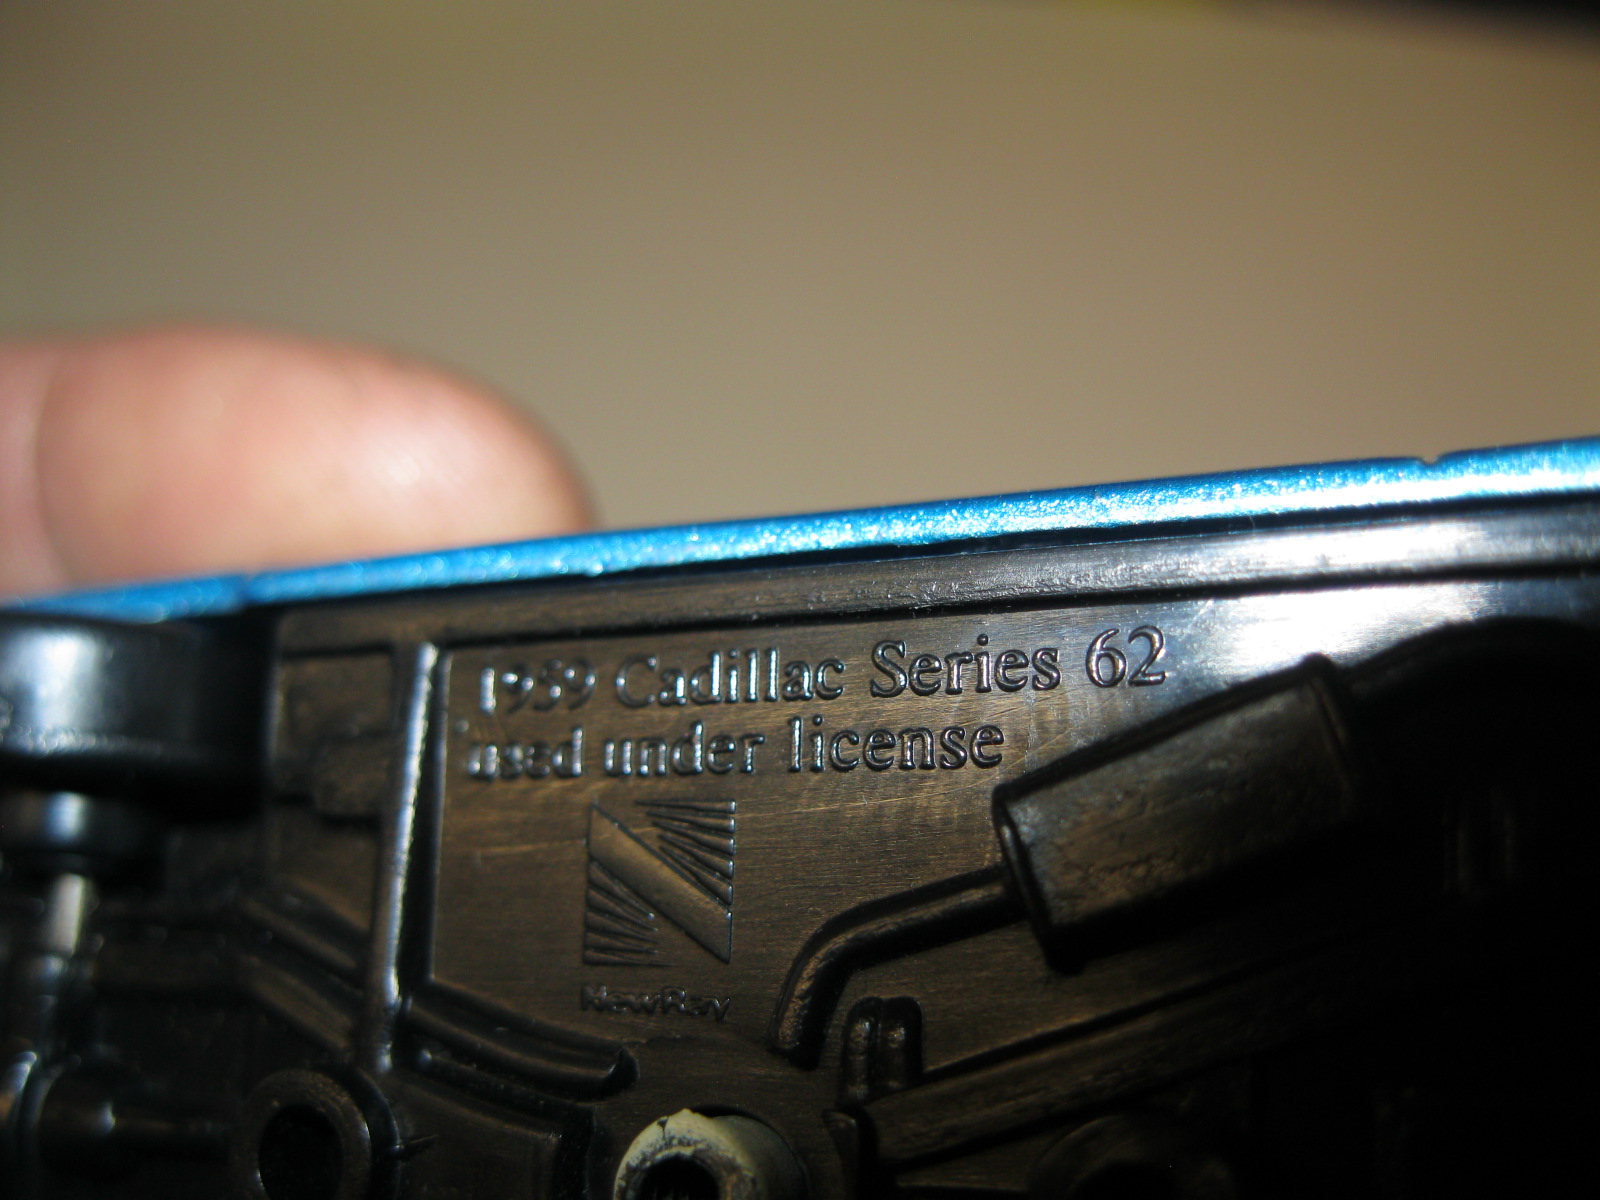 1959 Cadillac Series 62
used under license
NewRay